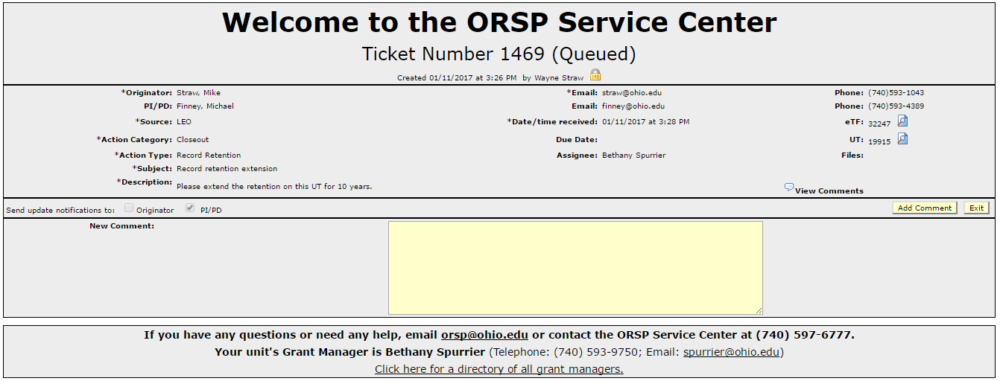 Welcome to the ORSP Service Center
Ticket Number 1469 (Queued)
Created 01/11/2017 at 3:26 PM  by Wayne Straw
*Originator: Straw, Mike *Email: straw@ohio.edu Phone: (740)593-1043
PI/PD: Finney, Michael Email: finney@ohio.edu Phone: (740)593-4389
*Source: LEO *Date/time received: 01/11/2017 at 3:28 PM eTF: 32247
*Action Category: Closeout Due Date: UT: 19915
*Action Type: Record Retention Assignee: Bethany Spurrier Files:
*Subject: Record retention extension
*Description: Please extend the retention on this UT for 10 years.
View Comments
Send update notifications to: Originator PI/PD Add Comment Exit
New Comment:
If you have any questions or need any help, email orsp@ohio.edu or contact the ORSP Service Center at (740) 597-6777.
Your unit's Grant Manager is Bethany Spurrier (Telephone: (740) 593-9750; Email: spurrier@ohio.edu)
Click here for a directory of all grant managers.